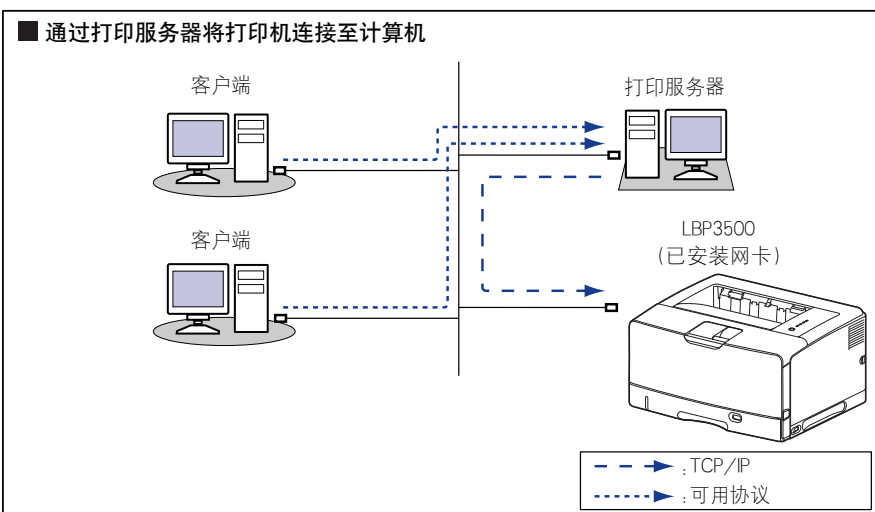 ■ 通过打印服务器将打印机连接至计算机
客户端
打印服务器
客户端
LBP3500
(已安装网卡)
:TCP/IP
:可用协议